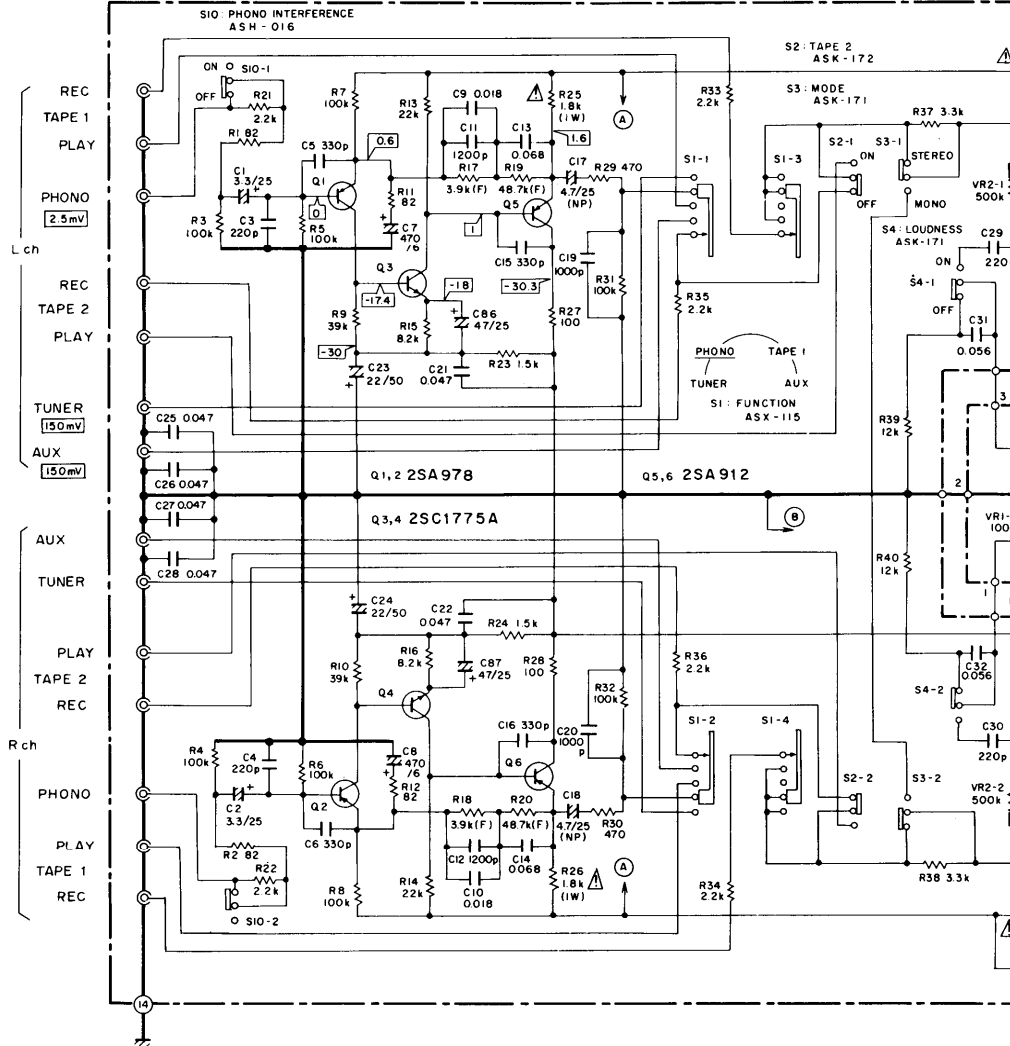 S10 : PHONO INTERFERENCE
ASH-016
S2: TAPE 2
ASK-172
S3: MODE
ASK-171
ON S10-1
OFF
R21
2.2k
R1 82
REC
TAPE 1
PLAY
PHONO
2.5mV
L ch
REC
TAPE 2
PLAY
TUNER
150mV
AUX
150mV
R7
100k
R13
22k
C9 0.018
C11
1200p
C13
0.068
R25
1.8k
(1W)
A
R33
2.2k
R37 3.3k
C5 330p
0.6
1.6
C1
3.3/25
+
Q1
0
R11
82
R17
3.9k(F)
R19
48.7k(F)
C17
4.7/25
(NP)
R29 470
S1-1
S1-3
S2-1
ON
OFF
S3-1
STEREO
MONO
VR2-1
500k
R3
100k
C3
220p
R5
100k
+
C7
470
/6
1
Q5
C15 330p
C19
1000p
S4: LOUDNESS
ASK-171
C29
220
ON
S4-1
OFF
Q3
-17.4
-18
-30.3
R31
100k
R35
2.2k
R9
39k
R15
8.2k
+
C86
47/25
R27
100
C31
0.056
-30
C23
22/50
+
C21
0.047
R23 1.5k
PHONO TAPE 1
TUNER AUX
S1: FUNCTION
ASX-115
3
C25 0.047
C26 0.047
R39
12k
Q1,2 2SA978
Q5,6 2SA912
2
C27 0.047
Q3,4 2SC1775A
B
VR1-
100
AUX
TUNER
C28 0.047
R40
12k
1
PLAY
TAPE 2
REC
R ch
+
C24
22/50
C22
0.047
R24 1.5k
R10
39k
R16
8.2k
C87
47/25
+
R28
100
R36
2.2k
C32
0.056
Q4
R32
100k
S4-2
C16 330p
C20
1000
p
S1-2
S1-4
C30
220p
R4
100k
C4
220p
R6
100k
C8
470
/6
+
R12
82
Q6
S2-2
S3-2
PHONO
C2
3.3/25
+
Q2
R18
3.9k(F)
R20
48.7k(F)
C18
4.7/25
(NP)
R30
470
VR2-2
500k
C6 330p
R2 82
PLAY
TAPE 1
REC
R22
2.2k
S10-2
R8
100k
R14
22k
C12 1200p
C10
0.018
C14
0.068
R26
1.8k
(1W)
A
R34
2.2k
R38 3.3k
14